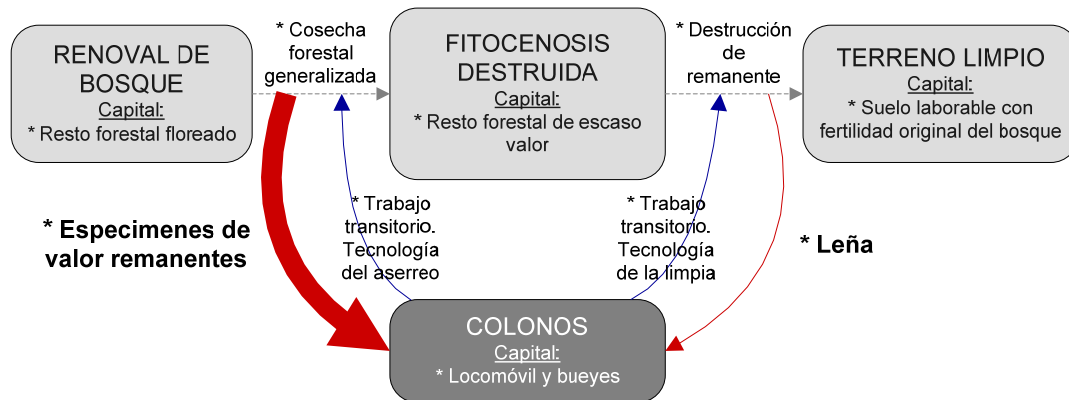 RENOVAL DE
BOSQUE
Capital:
* Resto forestal floreado
* Cosecha
forestal
generalizada
FITOCENOSIS
DESTRUIDA
Capital:
* Resto forestal de escaso
valor
* Destrucción
de
remanente
TERRENO LIMPIO
Capital:
* Suelo laborable con
fertilidad original del bosque
* Especimenes de
valor remanentes
* Trabajo
transitorio.
Tecnología
del aserreo
* Trabajo
transitorio.
Tecnología
de la limpia
* Leña
COLONOS
Capital:
* Locomóvil y bueyes